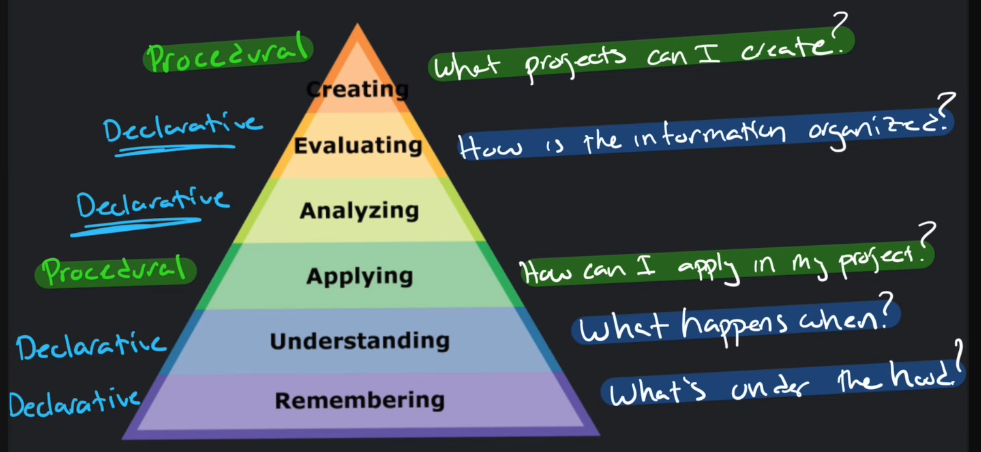 Procedural
What projects can I create?
Creating
Declarative
Evaluating
How is the information organized?
Declarative
Analyzing
Procedural
Applying
How can I apply in my project?
Declarative
Understanding
What happens when?
Declarative
Remembering
What's under the hood?